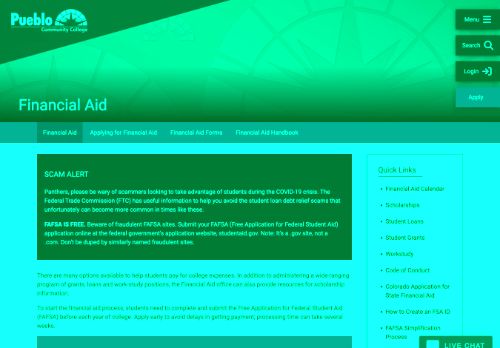 Pueblo
Community College
Menu
Search
Login
Apply
Financial Aid
Financial Aid
Applying for Financial Aid
Financial Aid Forms
Financial Aid Handbook
SCAM ALERT
Panthers, please be wary of scammers looking to take advantage of students during the COVID-19 crisis. The
Federal Trade Commission (FTC) has useful information to help you avoid the student loan debt relief scams that
unfortunately can become more common in times like these.
FAFSA IS FREE. Beware of fraudulent FAFSA sites. Submit your FAFSA (Free Application for Federal Student Aid)
application online at the federal government's application website, studentaid.gov. Note: It's a .gov site, not a
.com. Don't be duped by similarly named fraudulent sites.
There are many options available to help students pay for college expenses. In addition to administering a wide-ranging
program of grants, loans and work-study positions, the Financial Aid office can also provide resources for scholarship
information.
To start the financial aid process, students need to complete and submit the Free Application for Federal Student Aid
(FAFSA) before each year of college. Apply early to avoid delays in getting payment; processing time can take several
weeks.
Quick Links
Financial Aid Calendar
Scholarships
Student Loans
Student Grants
Workstudy
Code of Conduct
Colorado Application for
State Financial Aid
How to Create an FSA ID
FAFSA Simplification
Process
LIVE CHAT